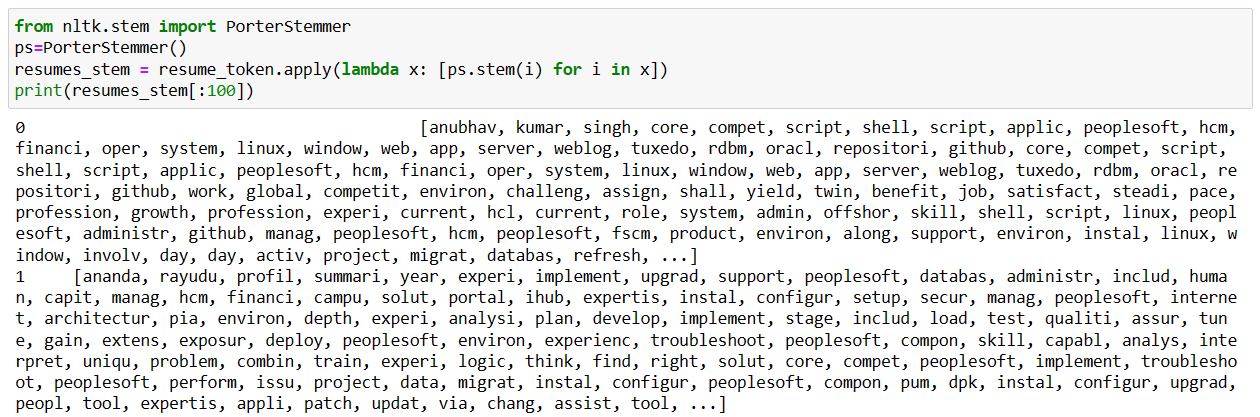 from nltk.stem import PorterStemmer
ps=PorterStemmer()
resumes_stem = resume_token.apply(lambda x: [ps.stem(i) for i in x])
print(resumes_stem[:100])
0 [anubhav, kumar, singh, core, compet, script, shell, script, applic, peoplesoft, hcm,
financi, oper, system, linux, window, web, app, server, weblog, tuxedo, rdbm, oracl, repositori, github, core, compet, script,
shell, script, applic, peoplesoft, hcm, financi, oper, system, linux, window, web, app, server, weblog, tuxedo, rdbm, oracl, re
positori, github, work, global, competit, environ, challeng, assign, shall, yield, twin, benefit, job, satisfact, steadi, pace,
profession, growth, profession, experi, current, hcl, current, role, system, admin, offshor, skill, shell, script, linux, peopl
esoft, administr, github, manag, peoplesoft, hcm, peoplesoft, fscm, product, environ, along, support, environ, instal, linux, w
indow, involv, day, day, activ, project, migrat, databas, refresh, ...]
1 [ananda, rayudu, profil, summari, year, experi, implement, upgrad, support, peoplesoft, databas, administr, includ, huma
n, capit, manag, hcm, financi, campu, solut, portal, ihub, expertis, instal, configur, setup, secur, manag, peoplesoft, interne
t, architectur, pia, environ, depth, experi, analysi, plan, develop, implement, stage, includ, load, test, qualiti, assur, tun
e, gain, extens, exposur, deploy, peoplesoft, environ, experienc, troubleshoot, peoplesoft, compon, skill, capabl, analys, inte
rpret, uniqu, problem, combin, train, experi, logic, think, find, right, solut, core, compet, peoplesoft, implement, troublesho
ot, peoplesoft, perform, issu, project, data, migrat, instal, configur, peoplesoft, compon, pum, dpk, instal, configur, upgrad,
peopl, tool, expertis, appli, patch, updat, via, chang, assist, tool, ...]